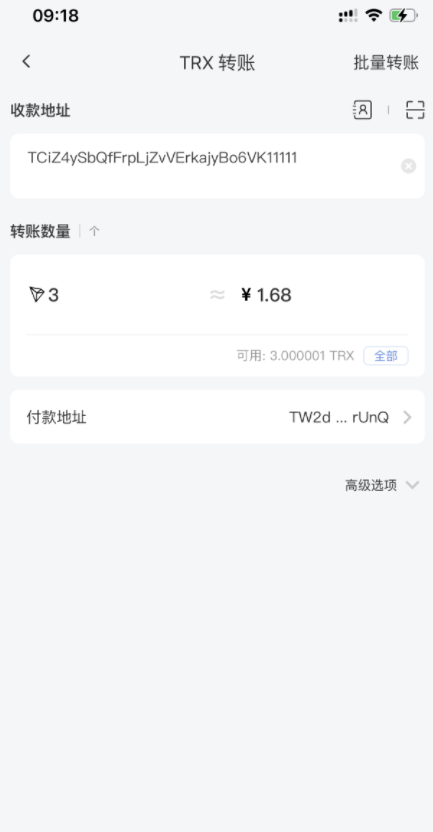 09:18
TRX 转账
批量转账
收款地址
TCiZ4ySbQfFrpLjZvVErkajyBo6VK11111
转账数量 | 个
3 ≈ ¥ 1.68
可用: 3.000001 TRX 全部
付款地址 TW2d ... rUnQ
高级选项